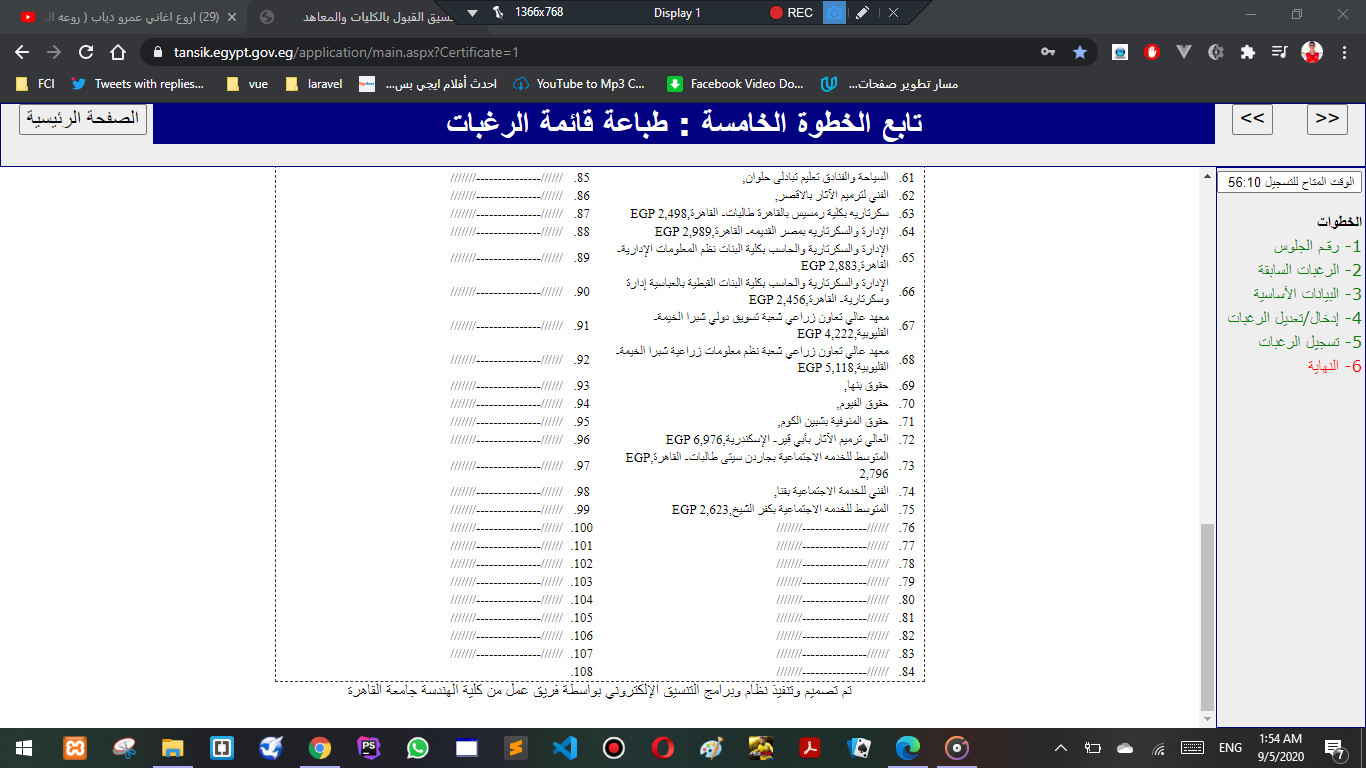 (29) اروع اغاني عمرو دياب ( روعه ال
تنسيق القبول بالكليات والمعاهد
1366x768
Display 1
REC
tansik.egypt.gov.eg/application/main.aspx?Certificate=1
FCI
Tweets with replies...
vue
laravel
احدث أفلام ايجي بس...
YouTube to Mp3 C...
Facebook Video Do...
مسار تطوير صفحات...
الصفحة الرئيسية
تابع الخطوة الخامسة : طباعة قائمة الرغبات
<<
>>
الوقت المتاح للتسجيل 56:10
الخطوات
1- رقم الجلوس
2- الرغبات السابقة
3- البيانات الأساسية
4- إدخال/تعديل الرغبات
5- تسجيل الرغبات
6- النهاية
61. السياحة والفنادق تعليم تبادلى حلوان,
62. الفني لترميم الآثار بالاقصر,
63. سكرتاريه بكلية رمسيس بالقاهرة طالبات- القاهرة,EGP 2,498
64. الإدارة والسكرتاريه بمصر القديمه- القاهرة,EGP 2,989
65. الإدارة والسكرتارية والحاسب بكلية البنات نظم المعلومات الإدارية-
القاهرة,EGP 2,883
66. الإدارة والسكرتارية والحاسب بكلية البنات القبطية بالعباسية إدارة
وسكرتارية- القاهرة,EGP 2,456
67. معهد عالي تعاون زراعي شعبة تسويق دولي شبرا الخيمة-
القليوبية,EGP 4,222
68. معهد عالي تعاون زراعي شعبة نظم معلومات زراعية شبرا الخيمة-
القليوبية,EGP 5,118
69. حقوق بنها,
70. حقوق الفيوم,
71. حقوق المنوفية بشبين الكوم,
72. العالي ترميم الآثار بأبي قير- الإسكندرية,EGP 6,976
73. المتوسط للخدمه الاجتماعية بجاردن سيتى طالبات- القاهرة,EGP
2,796
74. الفني للخدمة الاجتماعية بقنا,
75. المتوسط للخدمه الاجتماعية بكفر الشيخ,EGP 2,623
76. //////---------------///////
77. //////---------------///////
78. //////---------------///////
79. //////---------------///////
80. //////---------------///////
81. //////---------------///////
82. //////---------------///////
83. //////---------------///////
84. //////---------------///////
85. //////---------------///////
86. //////---------------///////
87. //////---------------///////
88. //////---------------///////
89. //////---------------///////
90. //////---------------///////
91. //////---------------///////
92. //////---------------///////
93. //////---------------///////
94. //////---------------///////
95. //////---------------///////
96. //////---------------///////
97. //////---------------///////
98. //////---------------///////
99. //////---------------///////
100. //////---------------///////
101. //////---------------///////
102. //////---------------///////
103. //////---------------///////
104. //////---------------///////
105. //////---------------///////
106. //////---------------///////
107. //////---------------///////
108.
تم تصميم وتنفيذ نظام وبرامج التنسيق الإلكتروني بواسطة فريق عمل من كلية الهندسة جامعة القاهرة
PS
ENG
1:54 AM
9/5/2020
7